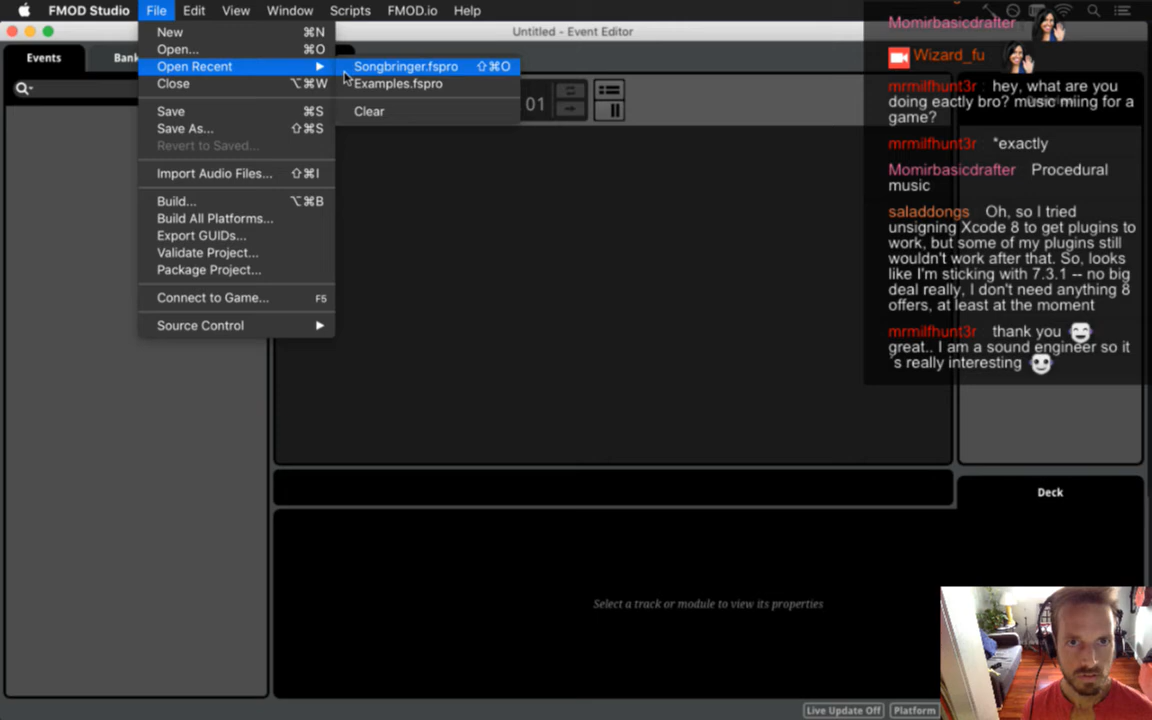 FMOD Studio File Edit View Window Scripts FMOD.io Help
Untitled - Event Editor
Events Bank
New ⌘N
Open... ⌘O
Open Recent ▶
Close ⌥⌘W
Save ⌘S
Save As... ⇧⌘S
Revert to Saved...
Import Audio Files... ⇧⌘I
Build... ⌥⌘B
Build All Platforms...
Export GUIDs...
Validate Project...
Package Project...
Connect to Game... F5
Source Control ▶
Songbringer.fspro ⇧⌘O
Examples.fspro
Clear
01
Momirbasicdrafter
Wizard_fu
mrmilfhunt3r hey, what are you
doing eactly bro? music miing for a
game?
mrmilfhunt3r *exactly
Momirbasicdrafter Procedural
music
saladdongs Oh, so I tried
unsigning Xcode 8 to get plugins to
work, but some of my plugins still
wouldn't work after that. So, looks
like I'm sticking with 7.3.1 -- no big
deal really, I don't need anything 8
offers, at least at the moment
mrmilfhunt3r thank you
great.. I am a sound engineer so it
´s really interesting
Deck
Select a track or module to view its properties
Live Update Off Platform